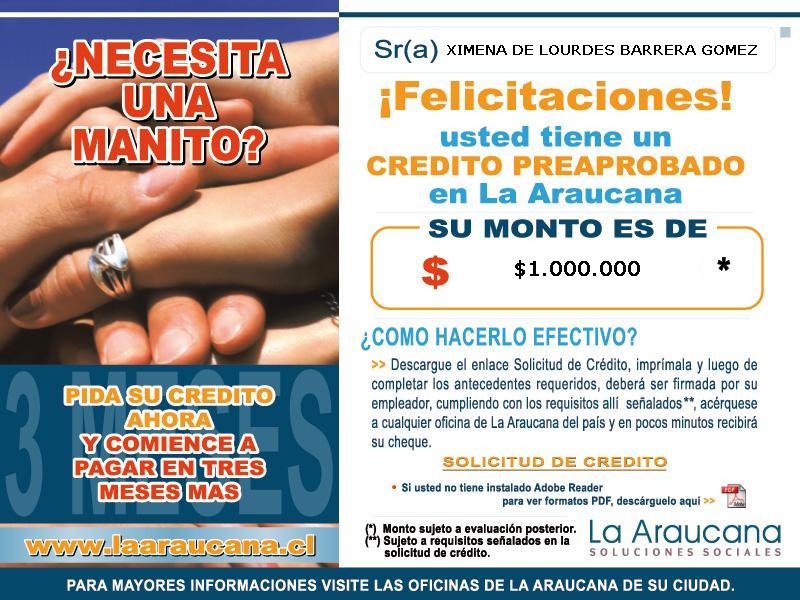 ¿NECESITA
UNA
MANITO?
3 MESES
PIDA SU CREDITO
AHORA
Y COMIENCE A
PAGAR EN TRES
MESES MAS
www.laaraucana.cl
Sr(a) XIMENA DE LOURDES BARRERA GOMEZ
¡Felicitaciones!
usted tiene un
CREDITO PREAPROBADO
en La Araucana
SU MONTO ES DE
$ $1.000.000 *
¿COMO HACERLO EFECTIVO?
>> Descargue el enlace Solicitud de Crédito, imprímala y luego de
completar los antecedentes requeridos, deberá ser firmada por su
empleador, cumpliendo con los requisitos allí señalados**, acérquese
a cualquier oficina de La Araucana del país y en pocos minutos recibirá
su cheque.
SOLICITUD DE CREDITO
• Si usted no tiene instalado Adobe Reader
para ver formatos PDF, descárguelo aquí >>
PDF
(*) Monto sujeto a evaluación posterior.
(**) Sujeto a requisitos señalados en la
solicitud de crédito.
La Araucana
SOLUCIONES SOCIALES
PARA MAYORES INFORMACIONES VISITE LAS OFICINAS DE LA ARAUCANA DE SU CIUDAD.